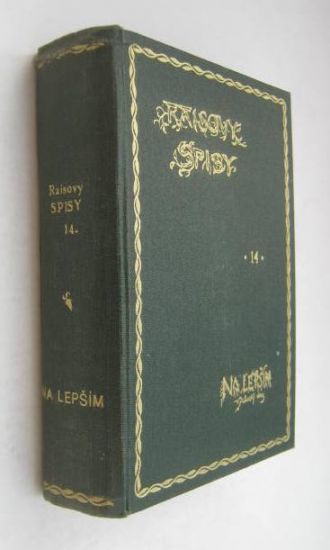 Raisovy
SPISY
14.
NA LEPŠÍM
RAISOVY
SPISY
· 14 ·
NA LEPŠÍM